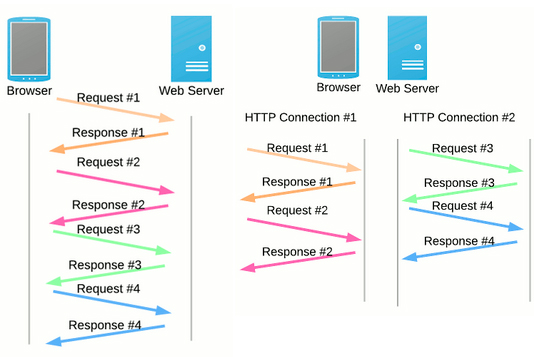 Browser
Web Server
Request #1
Response #1
Request #2
Response #2
Request #3
Response #3
Request #4
Response #4
Browser
Web Server
HTTP Connection #1
Request #1
Response #1
Request #2
Response #2
HTTP Connection #2
Request #3
Response #3
Request #4
Response #4